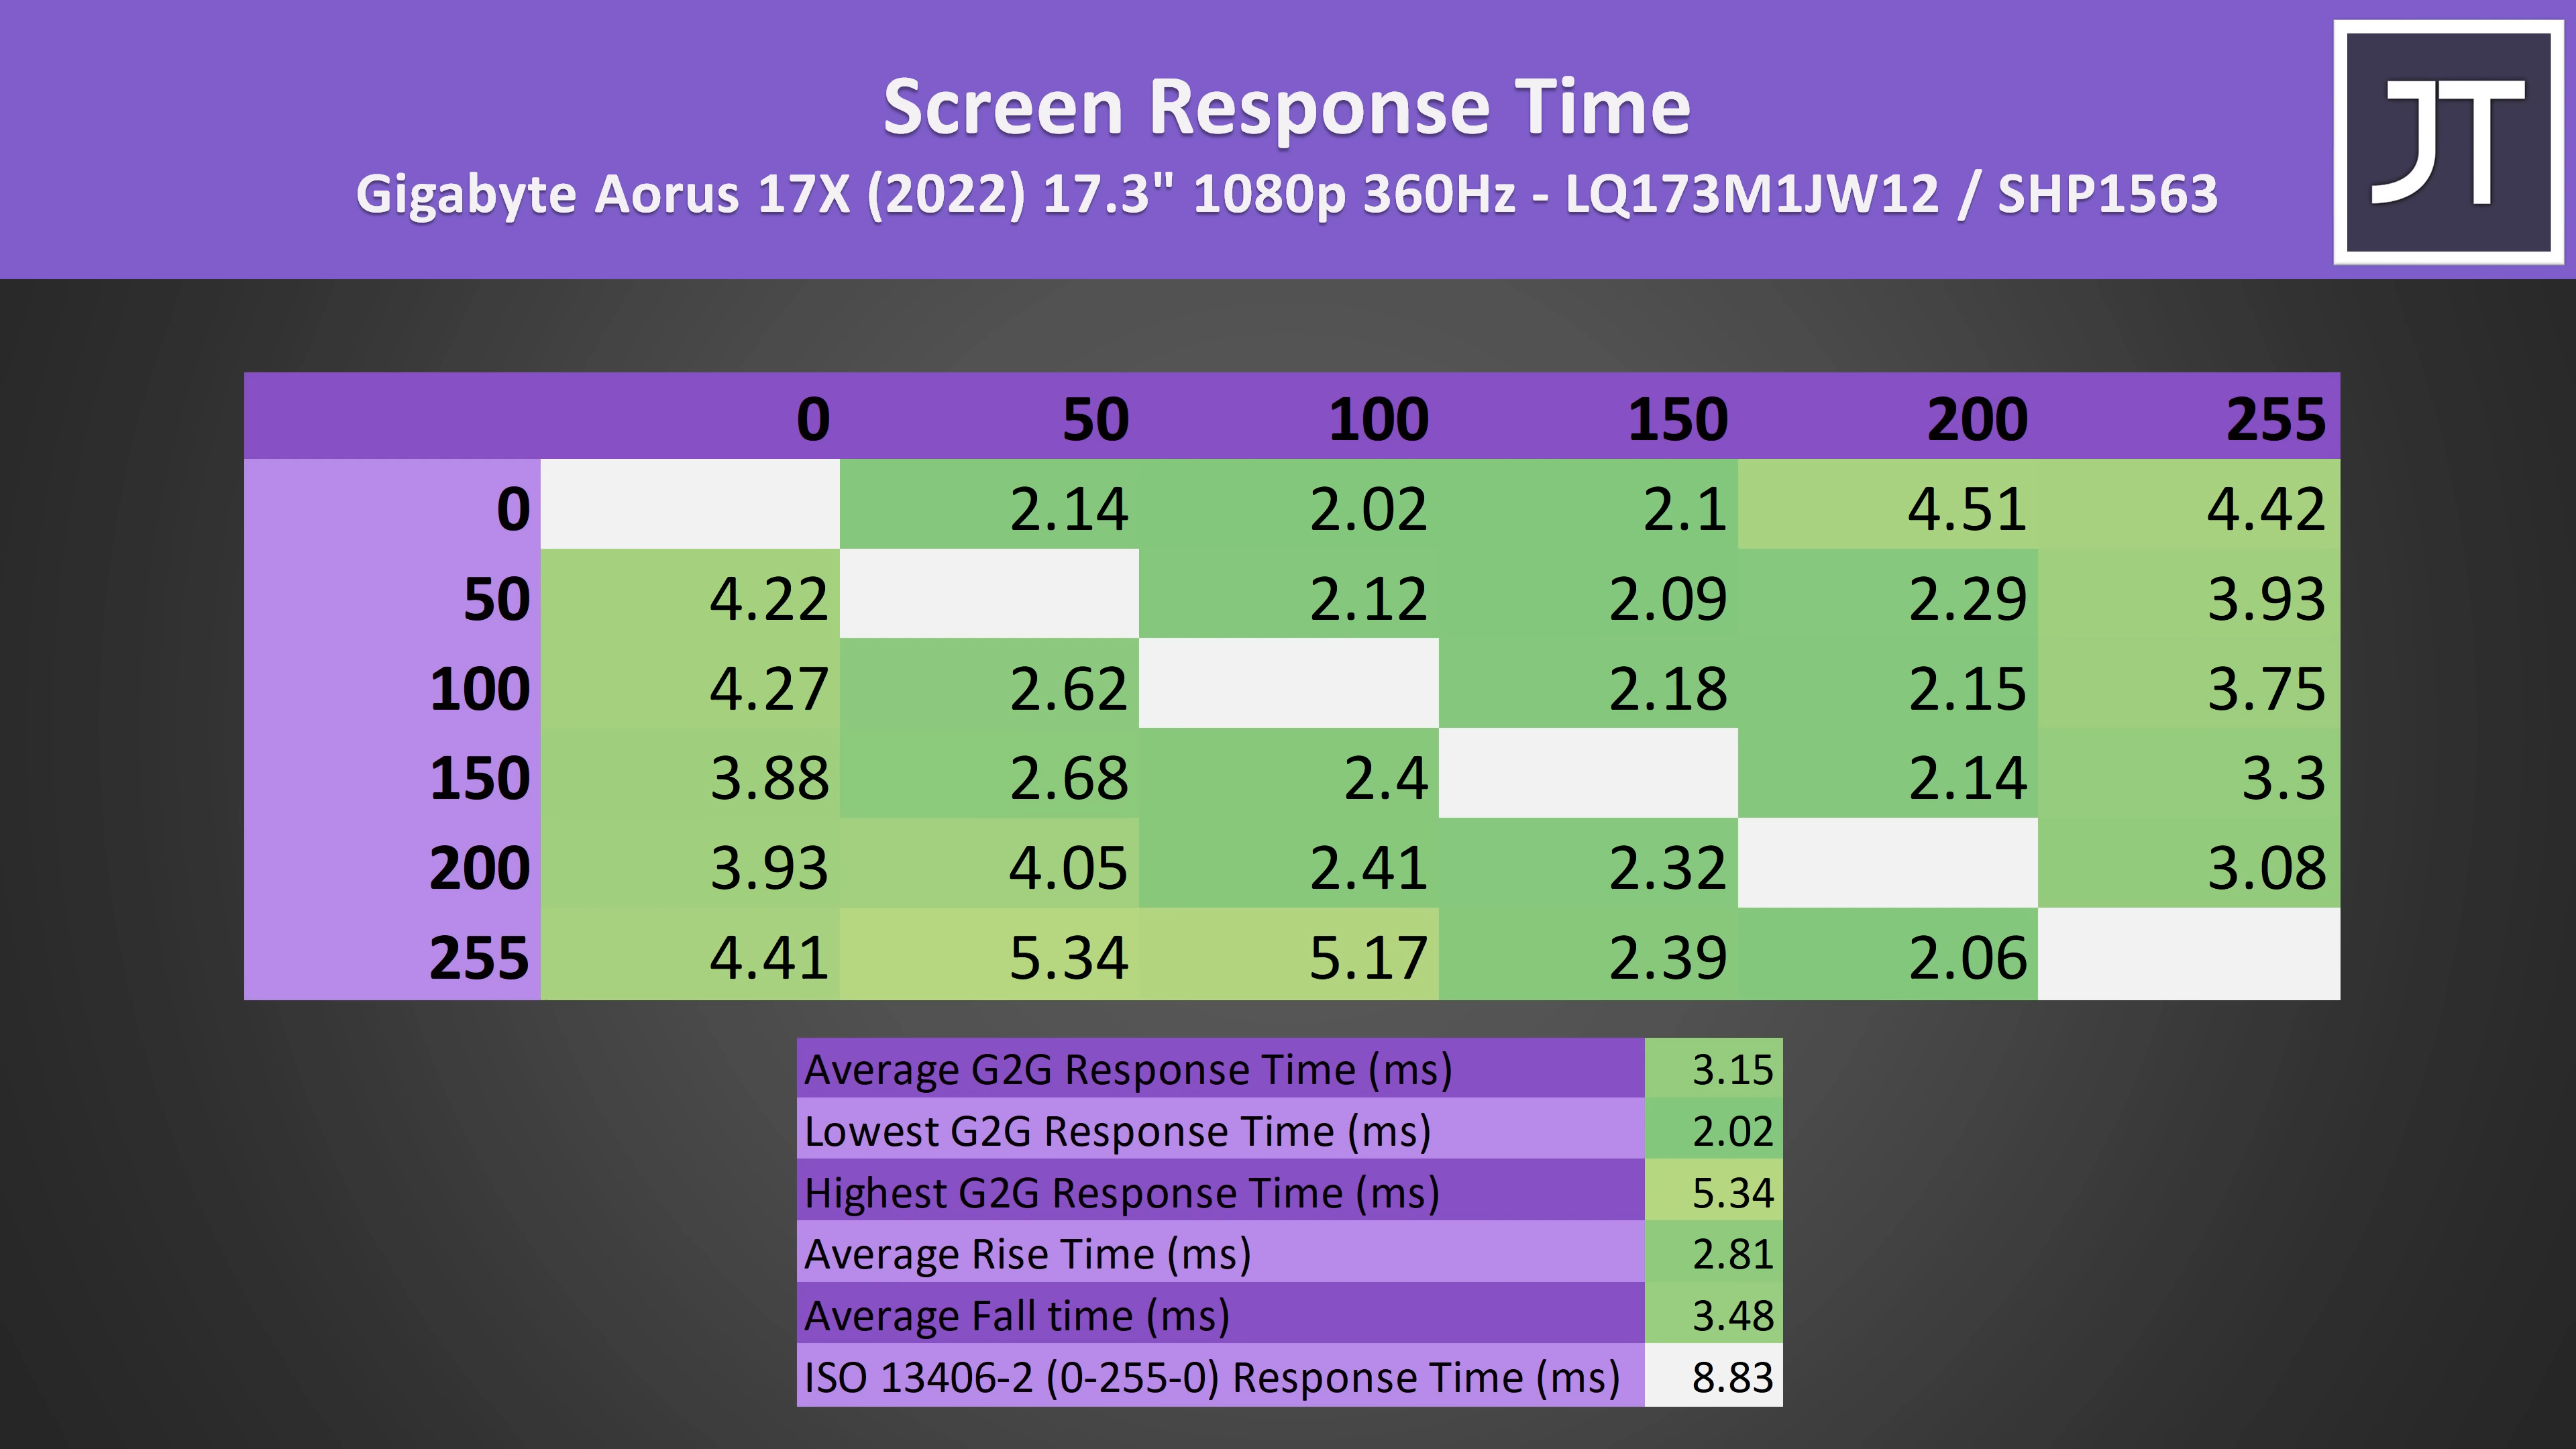 Screen Response Time
Gigabyte Aorus 17X (2022) 17.3" 1080p 360Hz - LQ173M1JW12 / SHP1563
JT
0 50 100 150 200 255
0 2.14 2.02 2.1 4.51 4.42
50 4.22 2.12 2.09 2.29 3.93
100 4.27 2.62 2.18 2.15 3.75
150 3.88 2.68 2.4 2.14 3.3
200 3.93 4.05 2.41 2.32 3.08
255 4.41 5.34 5.17 2.39 2.06
Average G2G Response Time (ms) 3.15
Lowest G2G Response Time (ms) 2.02
Highest G2G Response Time (ms) 5.34
Average Rise Time (ms) 2.81
Average Fall time (ms) 3.48
ISO 13406-2 (0-255-0) Response Time (ms) 8.83